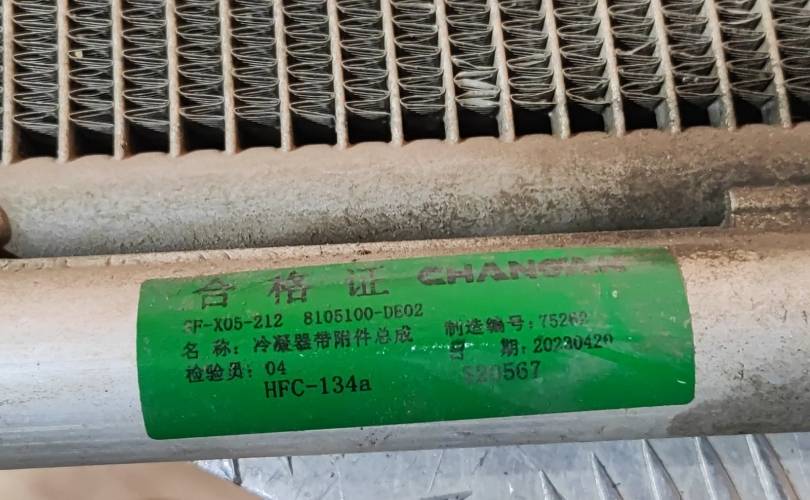 合格证 CHANGAN
SF-X05-212 8105100-DE02
制造编号:75262
名 称: 冷凝器带附件总成
日 期:20230420
检验员: 04
S20567
HFC-134a